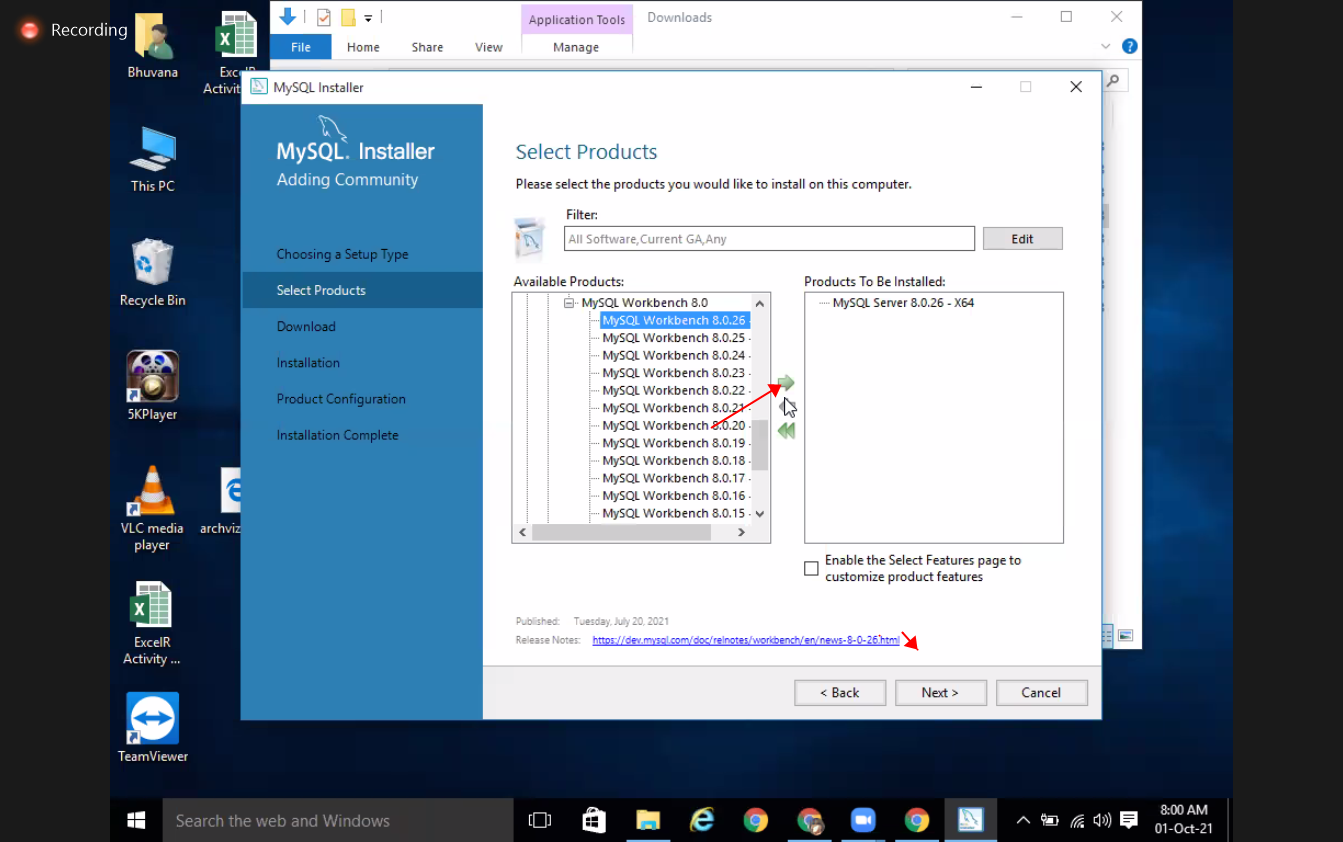 Recording
Bhuvana
ExcelR
Activit
This PC
Recycle Bin
5KPlayer
VLC media
player
archviz
ExcelR
Activity ...
TeamViewer
Application Tools
Downloads
File
Home
Share
View
Manage
MySQL Installer
MySQL. Installer
Adding Community
Choosing a Setup Type
Select Products
Download
Installation
Product Configuration
Installation Complete
Select Products
Please select the products you would like to install on this computer.
Filter:
All Software,Current GA,Any
Edit
Available Products:
MySQL Workbench 8.0
MySQL Workbench 8.0.26 -
MySQL Workbench 8.0.25 -
MySQL Workbench 8.0.24 -
MySQL Workbench 8.0.23 -
MySQL Workbench 8.0.22 -
MySQL Workbench 8.0.21 -
MySQL Workbench 8.0.20 -
MySQL Workbench 8.0.19 -
MySQL Workbench 8.0.18 -
MySQL Workbench 8.0.17 -
MySQL Workbench 8.0.16 -
MySQL Workbench 8.0.15 -
Products To Be Installed:
MySQL Server 8.0.26 - X64
Enable the Select Features page to
customize product features
Published: Tuesday, July 20, 2021
Release Notes: https://dev.mysql.com/doc/relnotes/workbench/en/news-8-0-26.html
< Back
Next >
Cancel
Search the web and Windows
8:00 AM
01-Oct-21